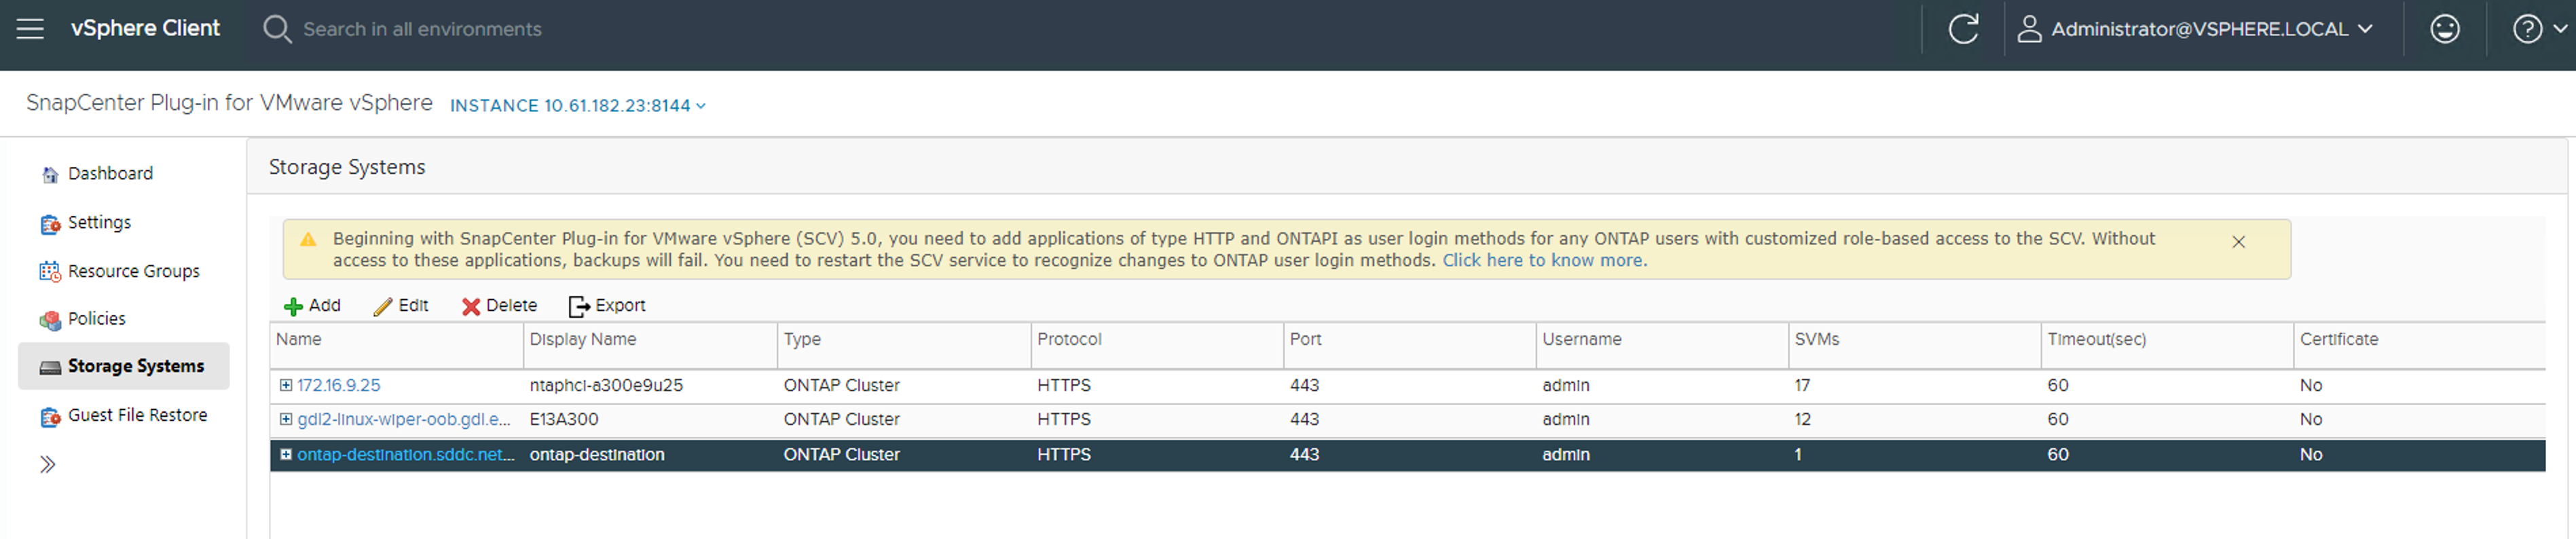 vSphere Client
Search in all environments
Administrator@VSPHERE.LOCAL
SnapCenter Plug-in for VMware vSphere INSTANCE 10.61.182.23:8144
Dashboard
Settings
Resource Groups
Policies
Storage Systems
Guest File Restore
Storage Systems
Beginning with SnapCenter Plug-in for VMware vSphere (SCV) 5.0, you need to add applications of type HTTP and ONTAPI as user login methods for any ONTAP users with customized role-based access to the SCV. Without
access to these applications, backups will fail. You need to restart the SCV service to recognize changes to ONTAP user login methods. Click here to know more.
Add Edit Delete Export
Name Display Name Type Protocol Port Username SVMs Timeout(sec) Certificate
172.16.9.25 ntaphci-a300e9u25 ONTAP Cluster HTTPS 443 admin 17 60 No
gdl2-linux-wiper-oob.gdl.e... E13A300 ONTAP Cluster HTTPS 443 admin 12 60 No
ontap-destination.sddc.net... ontap-destination ONTAP Cluster HTTPS 443 admin 1 60 No